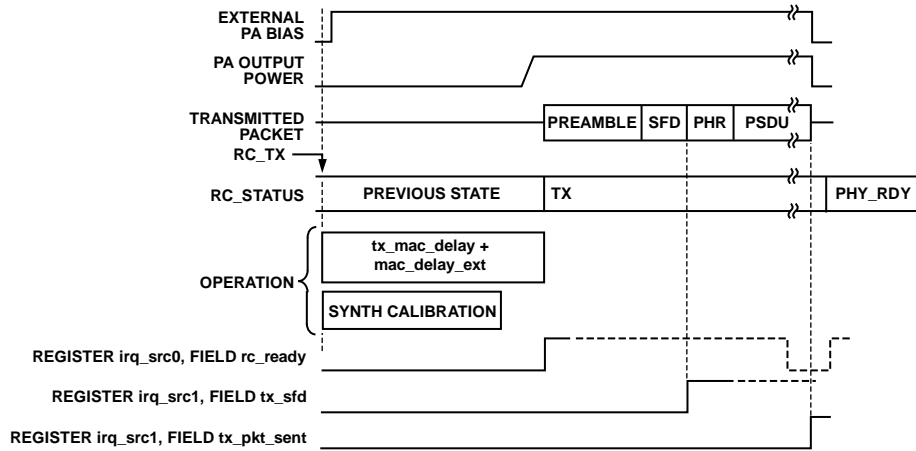 EXTERNAL
PA BIAS
PA OUTPUT
POWER
TRANSMITTED
PACKET
PREAMBLE SFD PHR PSDU
RC_TX
RC_STATUS
PREVIOUS STATE TX PHY_RDY
OPERATION
tx_mac_delay +
mac_delay_ext
SYNTH CALIBRATION
REGISTER irq_src0, FIELD rc_ready
REGISTER irq_src1, FIELD tx_sfd
REGISTER irq_src1, FIELD tx_pkt_sent